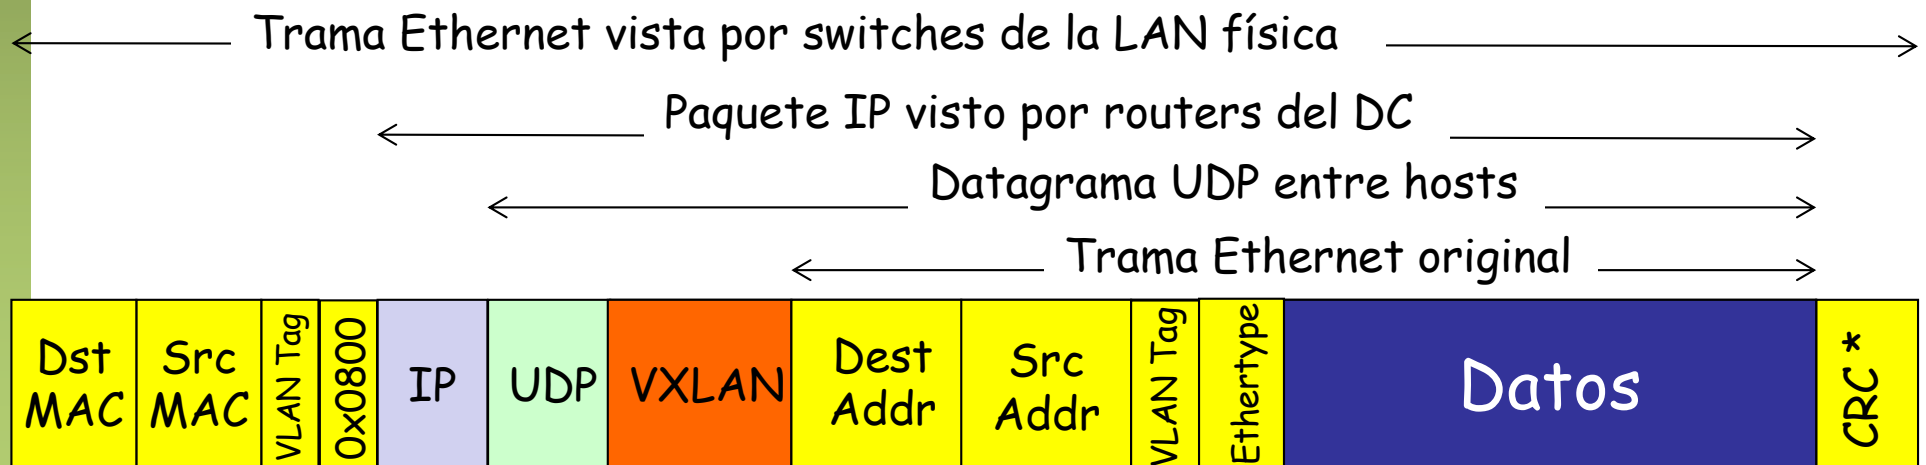 Trama Ethernet vista por switches de la LAN física
Paquete IP visto por routers del DC
Datagrama UDP entre hosts
Trama Ethernet original
Dst MAC
Src MAC
VLAN Tag
0x0800
IP
UDP
VXLAN
Dest Addr
Src Addr
VLAN Tag
Ethertype
Datos
CRC *